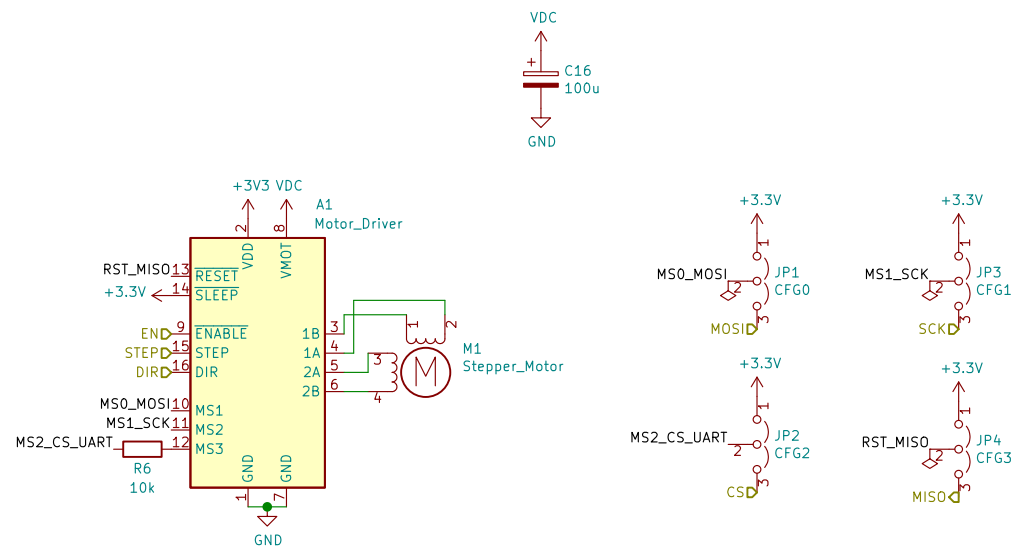 VDC
+
C16
100u
GND
+3V3 VDC
A1
Motor_Driver
2
8
VDD
VMOT
RST_MISO 13 RESET
+3.3V 14 SLEEP
EN 9 ENABLE
STEP 15 STEP
DIR 16 DIR
MS0_MOSI 10 MS1
MS1_SCK 11 MS2
MS2_CS_UART 12 MS3
R6
10k
1B 3
1A 4
2A 5
2B 6
1
2
3
4
M
M1
Stepper_Motor
GND
GND
1
7
GND
+3.3V
1
MS0_MOSI
2
JP1
CFG0
MOSI 3
+3.3V
1
MS1_SCK
2
JP3
CFG1
SCK 3
+3.3V
1
MS2_CS_UART
2
JP2
CFG2
CS 3
+3.3V
1
RST_MISO
2
JP4
CFG3
MISO 3